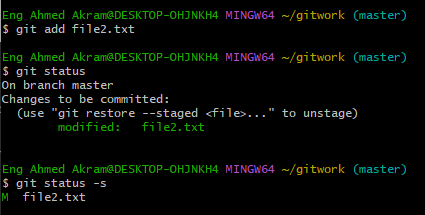 Eng Ahmed Akram@DESKTOP-OHJNKH4 MINGW64 ~/gitwork (master)
$ git add file2.txt
Eng Ahmed Akram@DESKTOP-OHJNKH4 MINGW64 ~/gitwork (master)
$ git status
On branch master
Changes to be committed:
  (use "git restore --staged <file>..." to unstage)
        modified:   file2.txt
Eng Ahmed Akram@DESKTOP-OHJNKH4 MINGW64 ~/gitwork (master)
$ git status -s
M  file2.txt